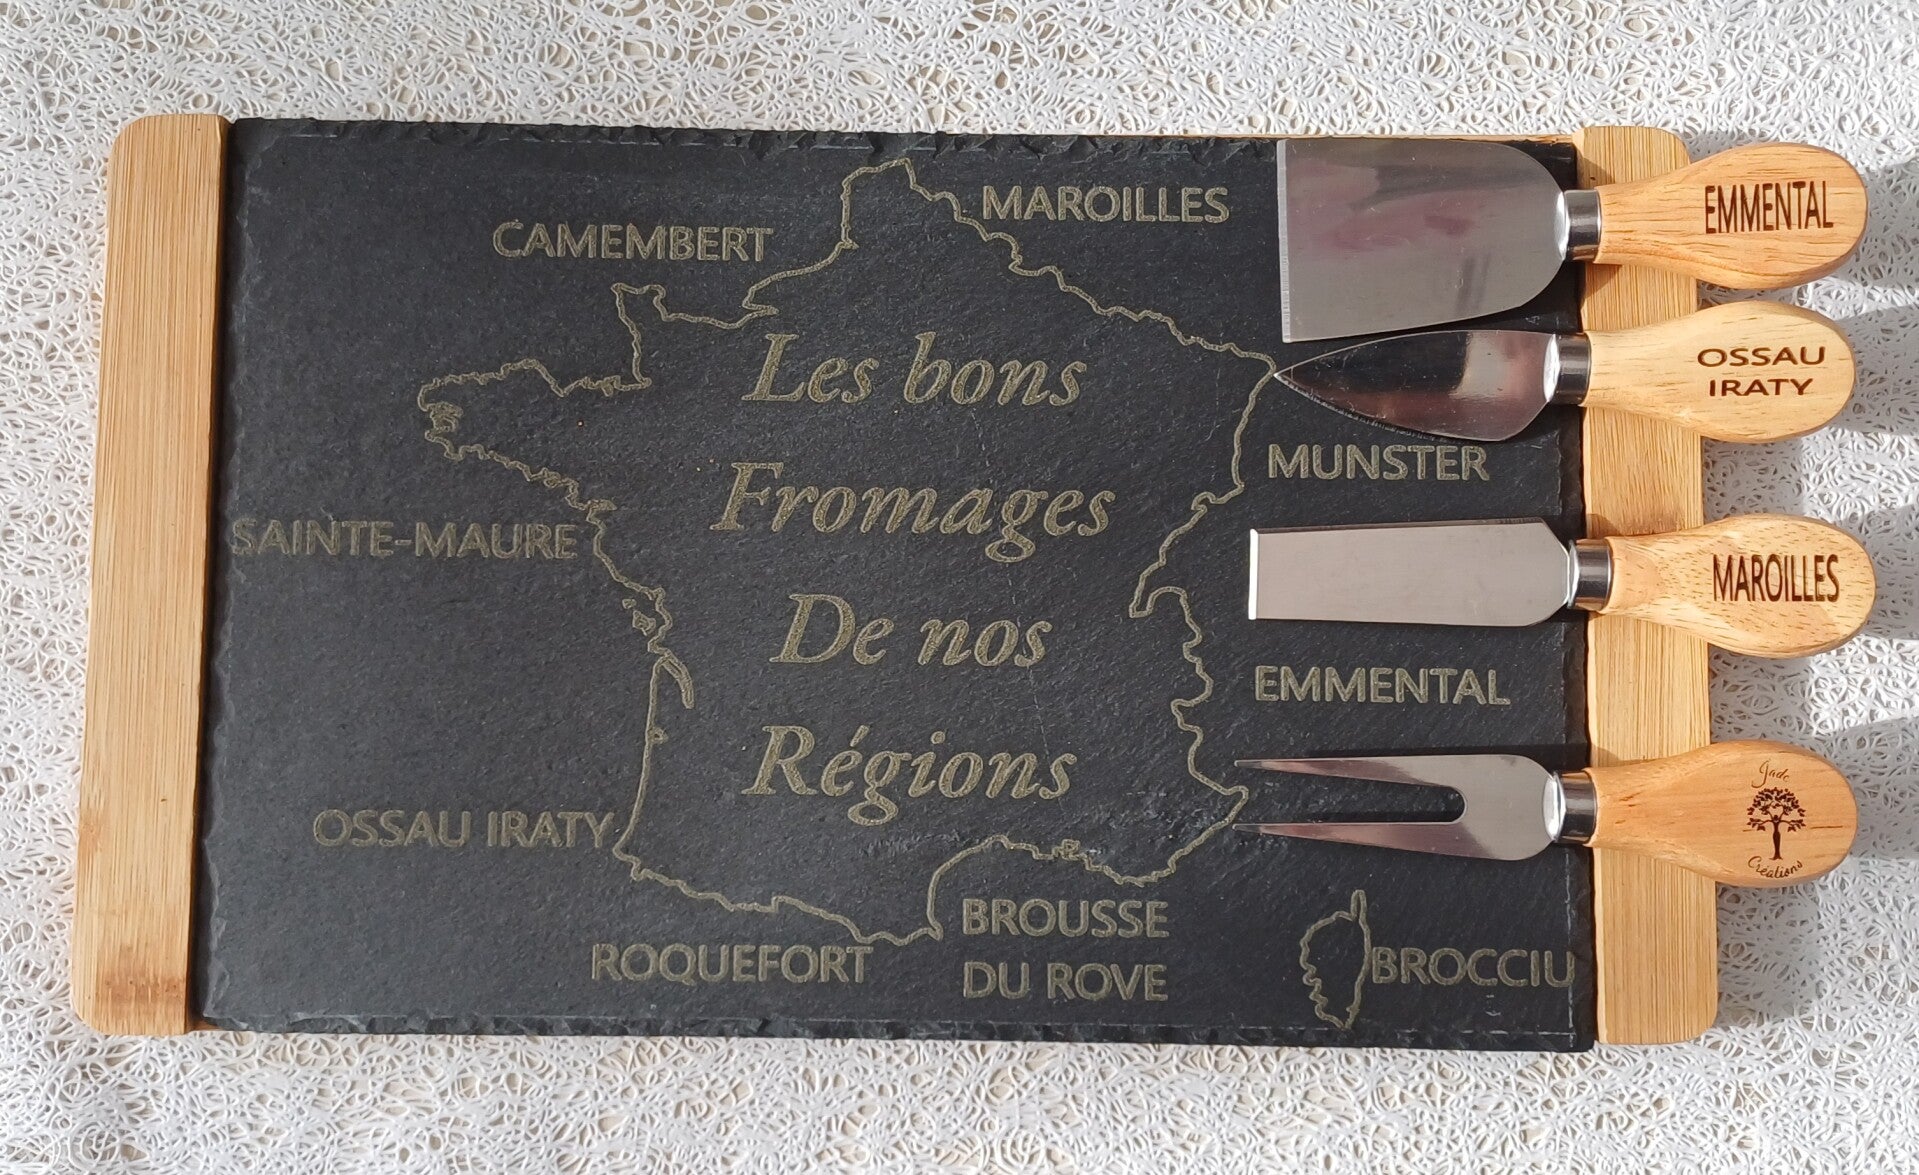 MAROILLES
CAMEMBERT
Les bons
Fromages
De nos
Régions
MUNSTER
SAINTE-MAURE
EMMENTAL
OSSAU IRATY
ROQUEFORT
BROUSSE
DU ROVE
BROCCIU
EMMENTAL
OSSAU
IRATY
MAROILLES
Jade
Créations